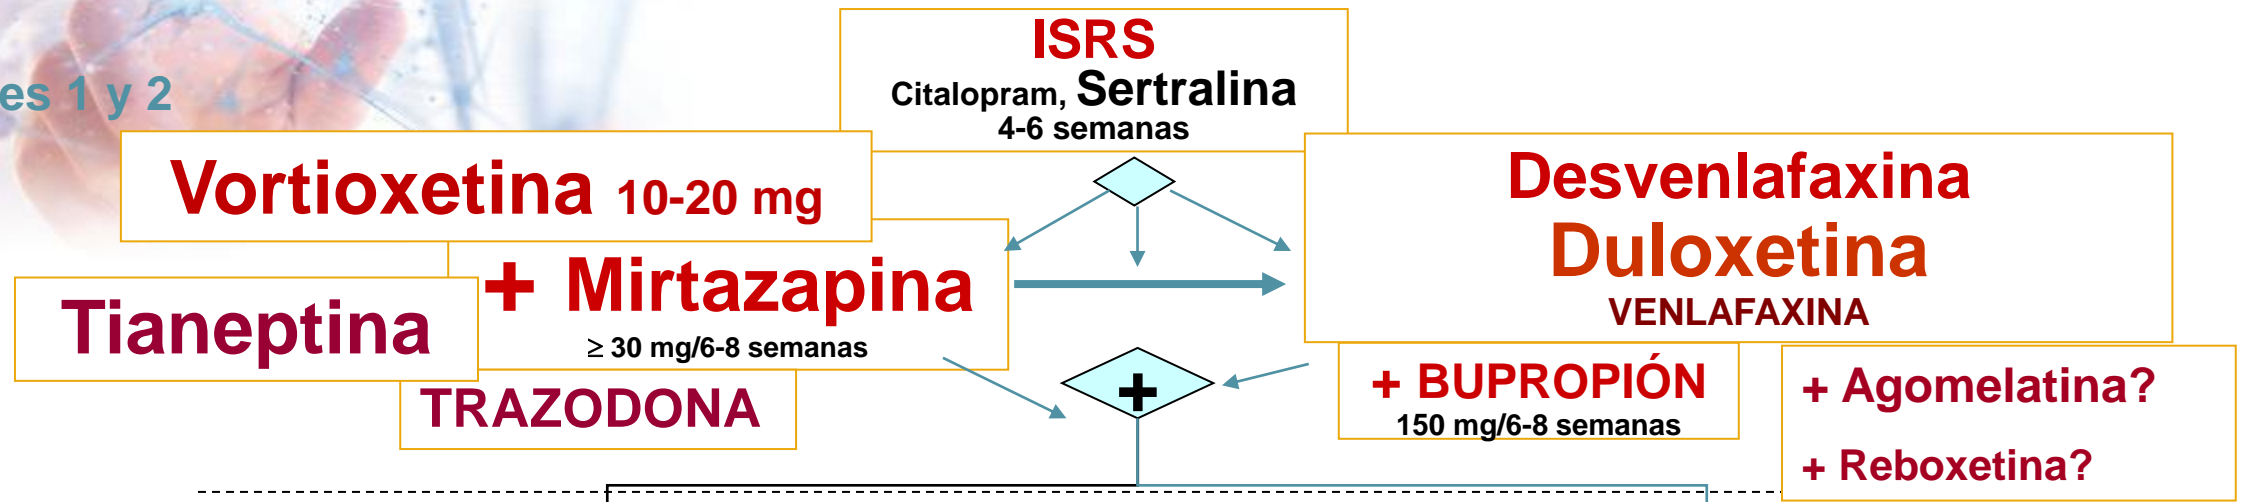 ISRS
Citalopram, Sertralina
4-6 semanas
es 1 y 2
Vortioxetina 10-20 mg
+ Mirtazapina
≥ 30 mg/6-8 semanas
Tianeptina
TRAZODONA
Desvenlafaxina
Duloxetina
VENLAFAXINA
+
+ BUPROPIÓN
150 mg/6-8 semanas
+ Agomelatina?
+ Reboxetina?